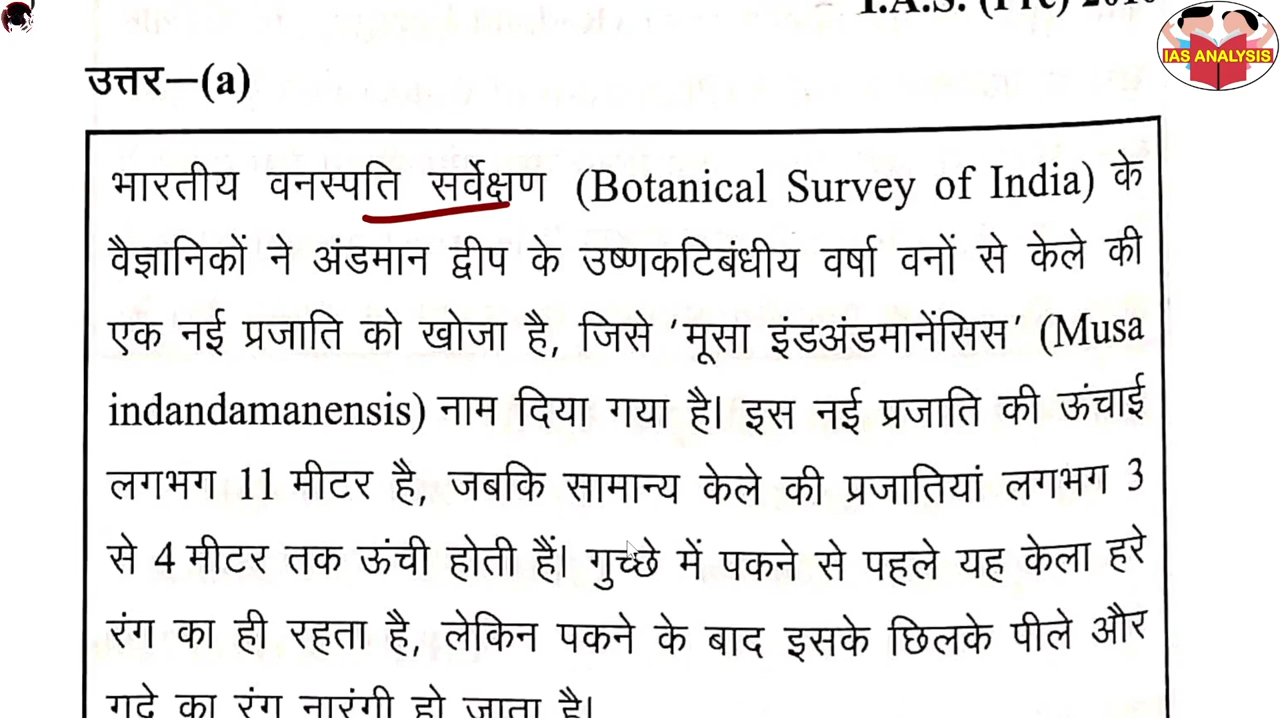 I.A.S. (Pre) 2016
IAS ANALYSIS
उत्तर—(a)
भारतीय वनस्पति सर्वेक्षण (Botanical Survey of India) के
वैज्ञानिकों ने अंडमान द्वीप के उष्णकटिबंधीय वर्षा वनों से केले की
एक नई प्रजाति को खोजा है, जिसे 'मूसा इंडअंडमानेंसिस' (Musa
indandamanensis) नाम दिया गया है। इस नई प्रजाति की ऊंचाई
लगभग 11 मीटर है, जबकि सामान्य केले की प्रजातियां लगभग 3
से 4 मीटर तक ऊंची होती हैं। गुच्छे में पकने से पहले यह केला हरे
रंग का ही रहता है, लेकिन पकने के बाद इसके छिलके पीले और
गूदे का रंग नारंगी हो जाता है।